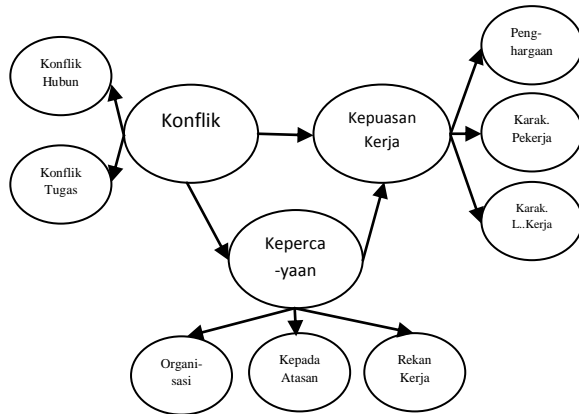 Konflik
Hubun
Konflik
Tugas
Konflik
Kepuasan
Kerja
Peng-
hargaan
Karak.
Pekerja
Karak.
L..Kerja
Keperca
-yaan
Organi-
sasi
Kepada
Atasan
Rekan
Kerja